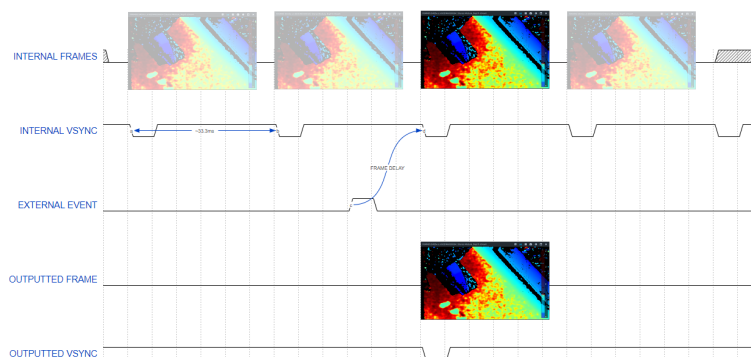 INTERNAL FRAMES
INTERNAL VSYNC
~33.3ms
FRAME DELAY
EXTERNAL EVENT
OUTPUTTED FRAME
OUTPUTTED VSYNC